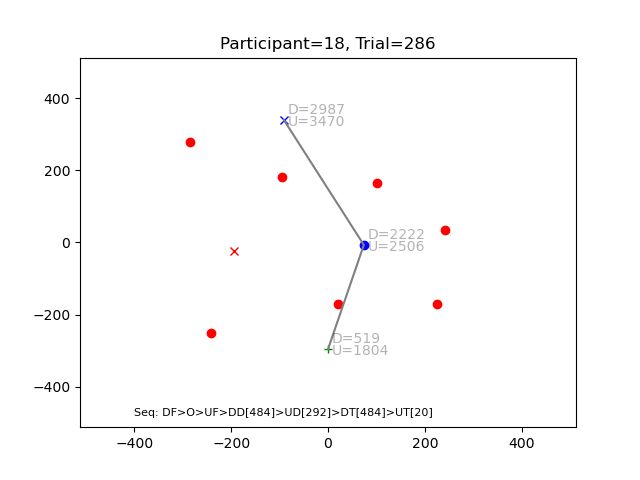 Participant=18, Trial=286
400
200
0
−200
−400
D=2987
U=3470
D=2222
U=2506
D=519
U=1804
Seq: DF>O>UF>DD[484]>UD[292]>DT[484]>UT[20]
−400
−200
0
200
400